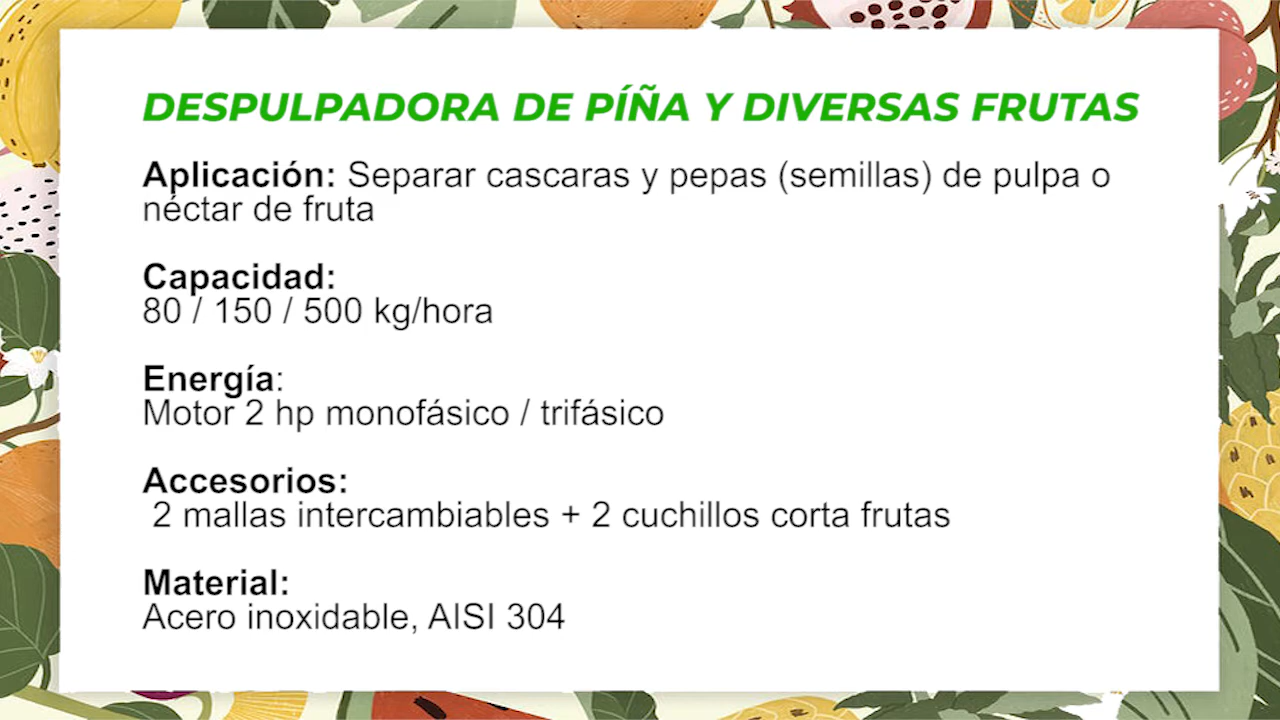 DESPULPADORA DE PÍÑA Y DIVERSAS FRUTAS
Aplicación: Separar cascaras y pepas (semillas) de pulpa o
néctar de fruta
Capacidad:
80 / 150 / 500 kg/hora
Energía:
Motor 2 hp monofásico / trifásico
Accesorios:
2 mallas intercambiables + 2 cuchillos corta frutas
Material:
Acero inoxidable, AISI 304